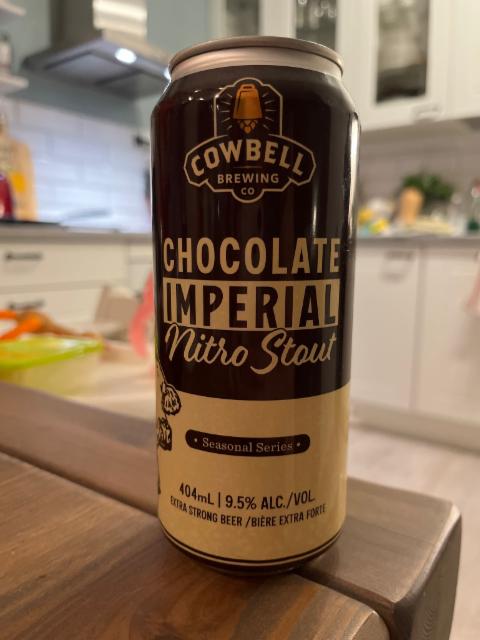 COWBELL
BREWING
CO
CHOCOLATE
IMPERIAL
Nitro Stout
• Seasonal Series •
404mL | 9.5% ALC./VOL.
EXTRA STRONG BEER / BIÈRE EXTRA FORTE